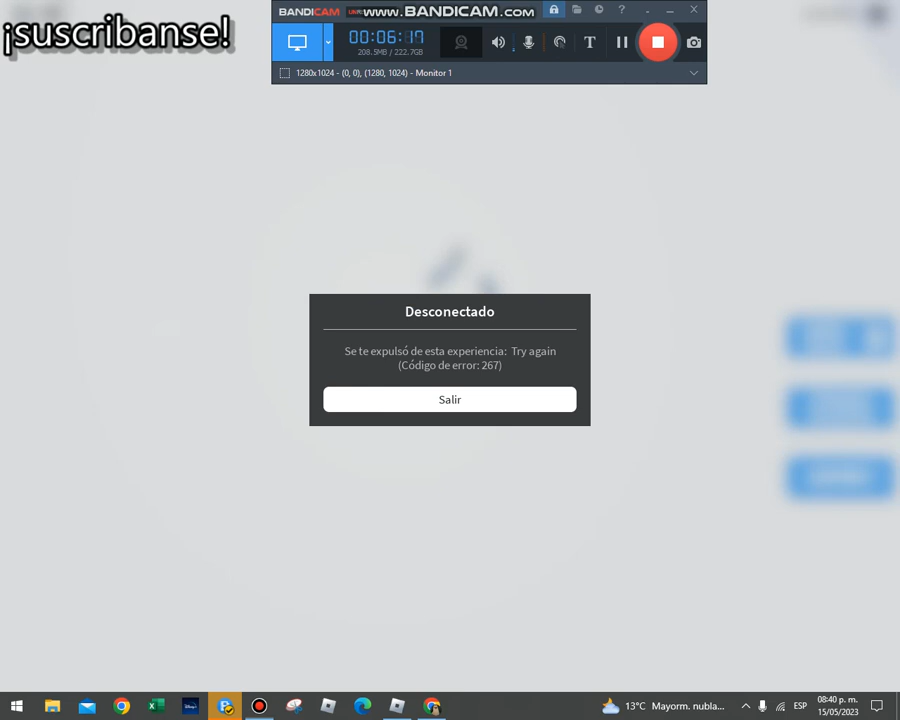 ¡suscribanse!
BANDICAM
WWW.BANDICAM.COM
00:06:17
208.5MB / 222.7GB
1280x1024 - (0, 0), (1280, 1024) - Monitor 1
Desconectado
Se te expulsó de esta experiencia: Try again
(Código de error: 267)
Salir
13°C Mayorm. nubla...
ESP
08:40 p. m.
15/05/2023